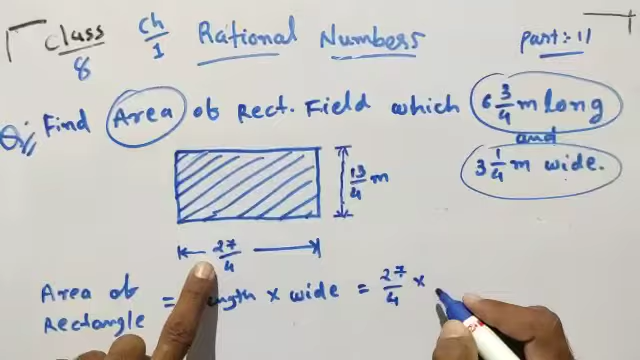 Class 8 Ch 1 Rational Numbers Part:-11
Q:- Find Area of Rect. Field which 6 3/4 m long
and
3 1/4 m wide.
13/4 m
27/4
Area of Rectangle = length x wide = 27/4 x